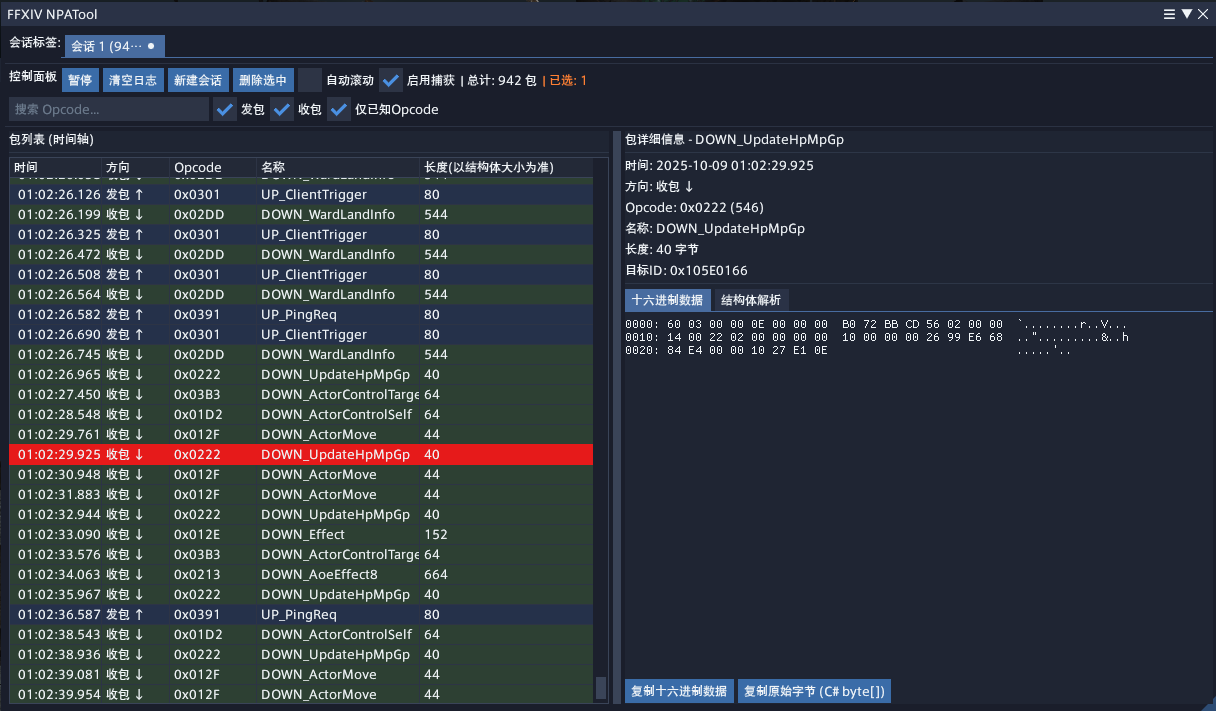 FFXIV NPATool
会话标签: 会话 1 (94··· ●
控制面板 暂停 清空日志 新建会话 删除选中 自动滚动 启用捕获 | 总计: 942 包 | 已选: 1
搜索 Opcode... 发包 收包 仅已知Opcode
包列表 (时间轴)
时间 方向 Opcode 名称 长度(以结构体大小为准)
01:02:26.126 发包 ↑ 0x0301 UP_ClientTrigger 80
01:02:26.199 收包 ↓ 0x02DD DOWN_WardLandInfo 544
01:02:26.325 发包 ↑ 0x0301 UP_ClientTrigger 80
01:02:26.472 收包 ↓ 0x02DD DOWN_WardLandInfo 544
01:02:26.508 发包 ↑ 0x0301 UP_ClientTrigger 80
01:02:26.564 收包 ↓ 0x02DD DOWN_WardLandInfo 544
01:02:26.582 发包 ↑ 0x0391 UP_PingReq 80
01:02:26.690 发包 ↑ 0x0301 UP_ClientTrigger 80
01:02:26.745 收包 ↓ 0x02DD DOWN_WardLandInfo 544
01:02:26.965 收包 ↓ 0x0222 DOWN_UpdateHpMpGp 40
01:02:27.450 收包 ↓ 0x03B3 DOWN_ActorControlTarge 64
01:02:28.548 收包 ↓ 0x01D2 DOWN_ActorControlSelf 64
01:02:29.761 收包 ↓ 0x012F DOWN_ActorMove 44
01:02:29.925 收包 ↓ 0x0222 DOWN_UpdateHpMpGp 40
01:02:30.948 收包 ↓ 0x012F DOWN_ActorMove 44
01:02:31.883 收包 ↓ 0x012F DOWN_ActorMove 44
01:02:32.944 收包 ↓ 0x0222 DOWN_UpdateHpMpGp 40
01:02:33.090 收包 ↓ 0x012E DOWN_Effect 152
01:02:33.576 收包 ↓ 0x03B3 DOWN_ActorControlTarge 64
01:02:34.063 收包 ↓ 0x0213 DOWN_AoeEffect8 664
01:02:35.967 收包 ↓ 0x0222 DOWN_UpdateHpMpGp 40
01:02:36.587 发包 ↑ 0x0391 UP_PingReq 80
01:02:38.543 收包 ↓ 0x01D2 DOWN_ActorControlSelf 64
01:02:38.936 收包 ↓ 0x0222 DOWN_UpdateHpMpGp 40
01:02:39.081 收包 ↓ 0x012F DOWN_ActorMove 44
01:02:39.954 收包 ↓ 0x012F DOWN_ActorMove 44
包详细信息 - DOWN_UpdateHpMpGp
时间: 2025-10-09 01:02:29.925
方向: 收包 ↓
Opcode: 0x0222 (546)
名称: DOWN_UpdateHpMpGp
长度: 40 字节
目标ID: 0x105E0166
十六进制数据 结构体解析
0000: 60 03 00 00 0E 00 00 00 B0 72 BB CD 56 02 00 00 `........r..V...
0010: 14 00 22 02 00 00 00 00 10 00 00 00 26 99 E6 68 ..".........&..h
0020: 84 E4 00 00 10 27 E1 0E .....'..
复制十六进制数据 复制原始字节 (C# byte[])